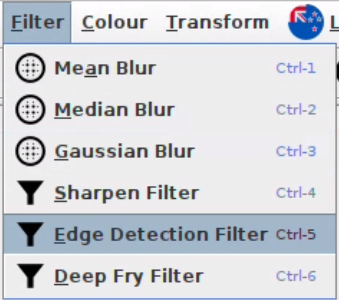 Filter Colour Transform L
Mean Blur Ctrl-1
Median Blur Ctrl-2
Gaussian Blur Ctrl-3
Sharpen Filter Ctrl-4
Edge Detection Filter Ctrl-5
Deep Fry Filter Ctrl-6